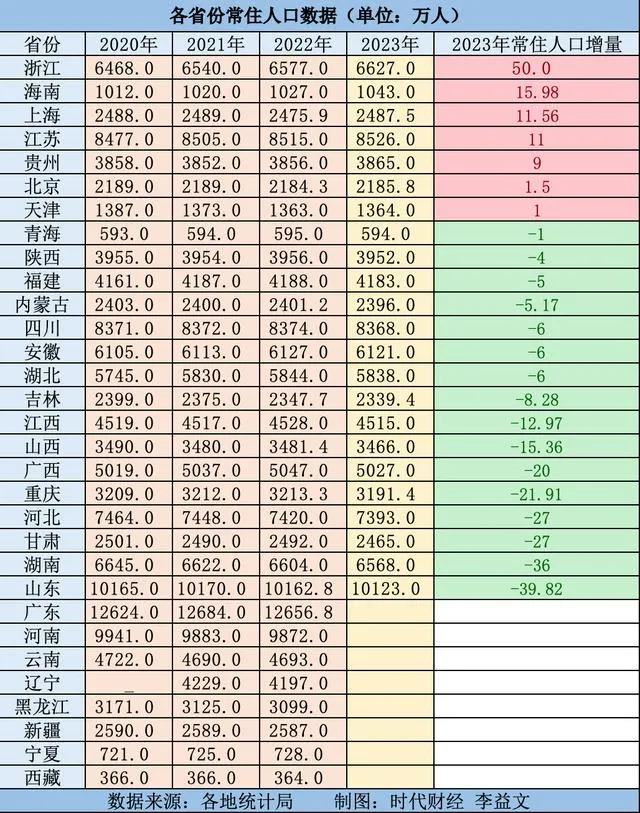 各省份常住人口数据（单位：万人）
省份 2020年 2021年 2022年 2023年 2023年常住人口增量
浙江 6468.0 6540.0 6577.0 6627.0 50.0
海南 1012.0 1020.0 1027.0 1043.0 15.98
上海 2488.0 2489.0 2475.9 2487.5 11.56
江苏 8477.0 8505.0 8515.0 8526.0 11
贵州 3858.0 3852.0 3856.0 3865.0 9
北京 2189.0 2189.0 2184.3 2185.8 1.5
天津 1387.0 1373.0 1363.0 1364.0 1
青海 593.0 594.0 595.0 594.0 -1
陕西 3955.0 3954.0 3956.0 3952.0 -4
福建 4161.0 4187.0 4188.0 4183.0 -5
内蒙古 2403.0 2400.0 2401.2 2396.0 -5.17
四川 8371.0 8372.0 8374.0 8368.0 -6
安徽 6105.0 6113.0 6127.0 6121.0 -6
湖北 5745.0 5830.0 5844.0 5838.0 -6
吉林 2399.0 2375.0 2347.7 2339.4 -8.28
江西 4519.0 4517.0 4528.0 4515.0 -12.97
山西 3490.0 3480.0 3481.4 3466.0 -15.36
广西 5019.0 5037.0 5047.0 5027.0 -20
重庆 3209.0 3212.0 3213.3 3191.4 -21.91
河北 7464.0 7448.0 7420.0 7393.0 -27
甘肃 2501.0 2490.0 2492.0 2465.0 -27
湖南 6645.0 6622.0 6604.0 6568.0 -36
山东 10165.0 10170.0 10162.8 10123.0 -39.82
广东 12624.0 12684.0 12656.8
河南 9941.0 9883.0 9872.0
云南 4722.0 4690.0 4693.0
辽宁 _ 4229.0 4197.0
黑龙江 3171.0 3125.0 3099.0
新疆 2590.0 2589.0 2587.0
宁夏 721.0 725.0 728.0
西藏 366.0 366.0 364.0
数据来源：各地统计局 制图：时代财经 李益文